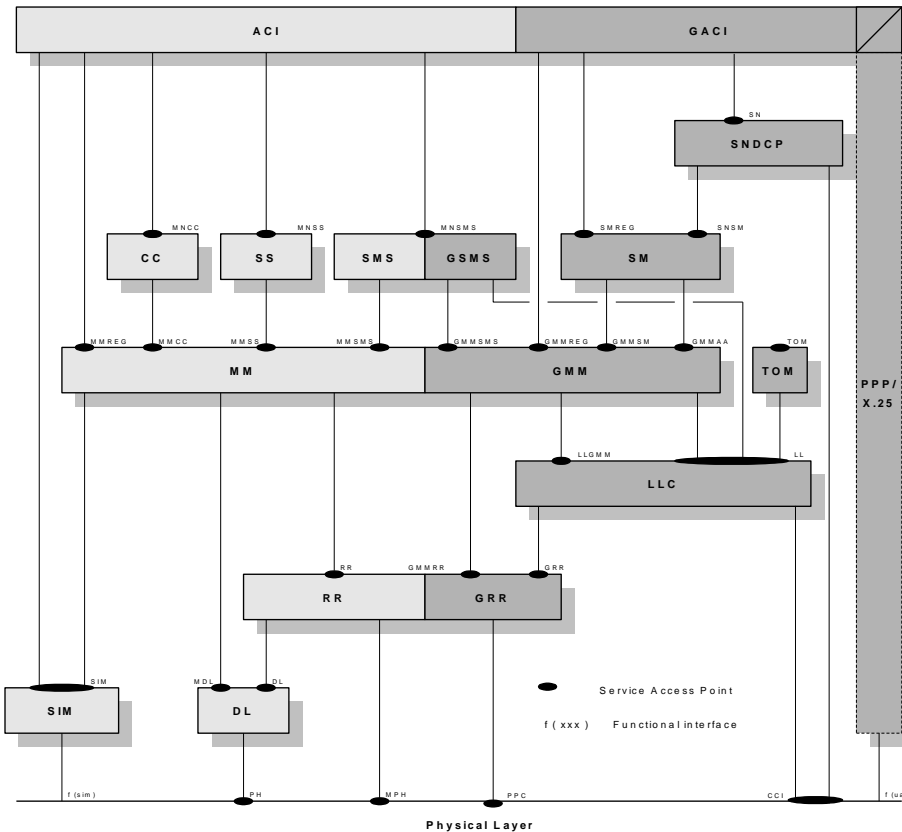 ACI
GACI
SN
SNDCP
MNCC
MNSS
MNSMS
SMREG
SNSM
CC
SS
SMS
GSMS
SM
MMREG
MMCC
MMSS
MMSMS
GMMSMS
GMMREG
GMMSM
GMMAA
TOM
MM
GMM
TOM
PPP/
X.25
LLGMM
LL
LLC
RR
GMMRR
GRR
RR
GRR
SIM
MDL
DL
SIM
DL
Service Access Point
f ( xxx ) Functional interface
f (sim)
PH
MPH
PPC
CCI
f (ua
Physical Layer